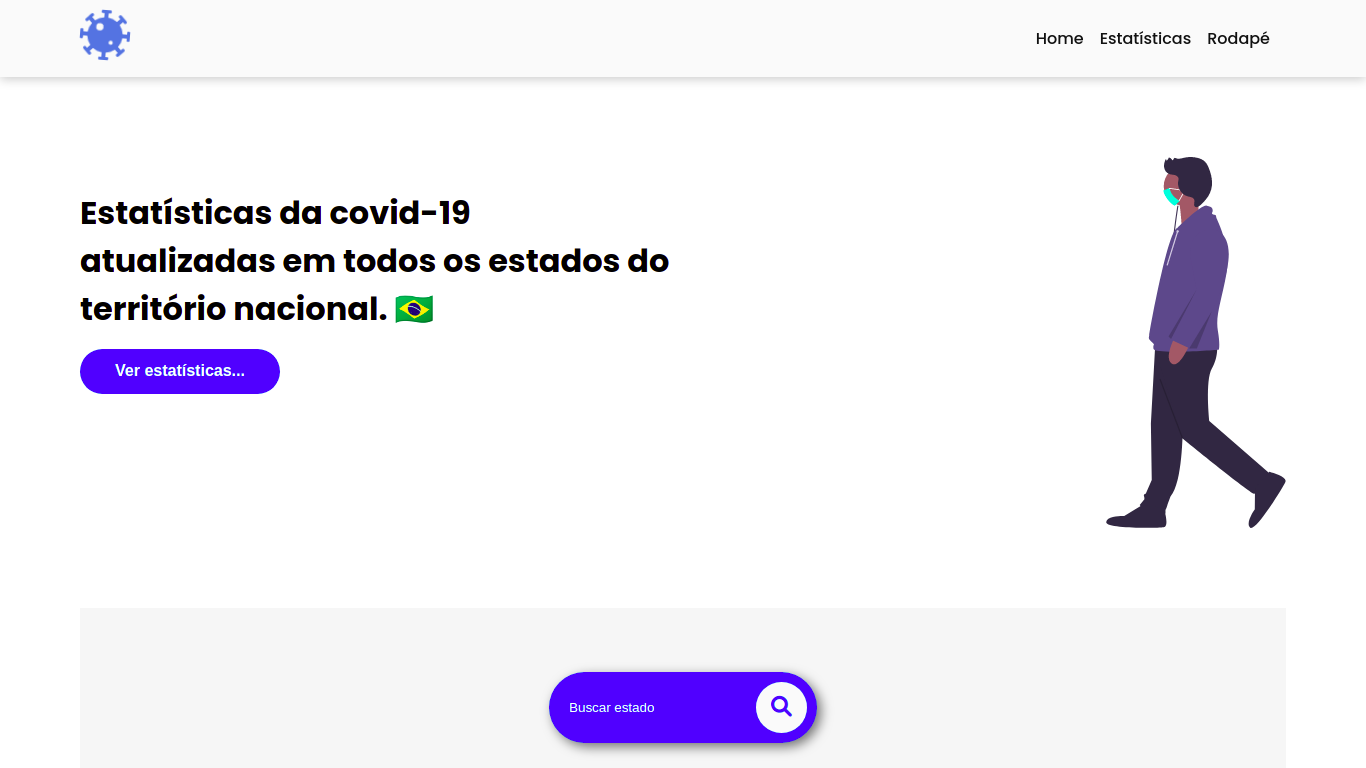 Home Estatísticas Rodapé
Estatísticas da covid-19
atualizadas em todos os estados do
território nacional. 🇧🇷
Ver estatísticas...
Buscar estado